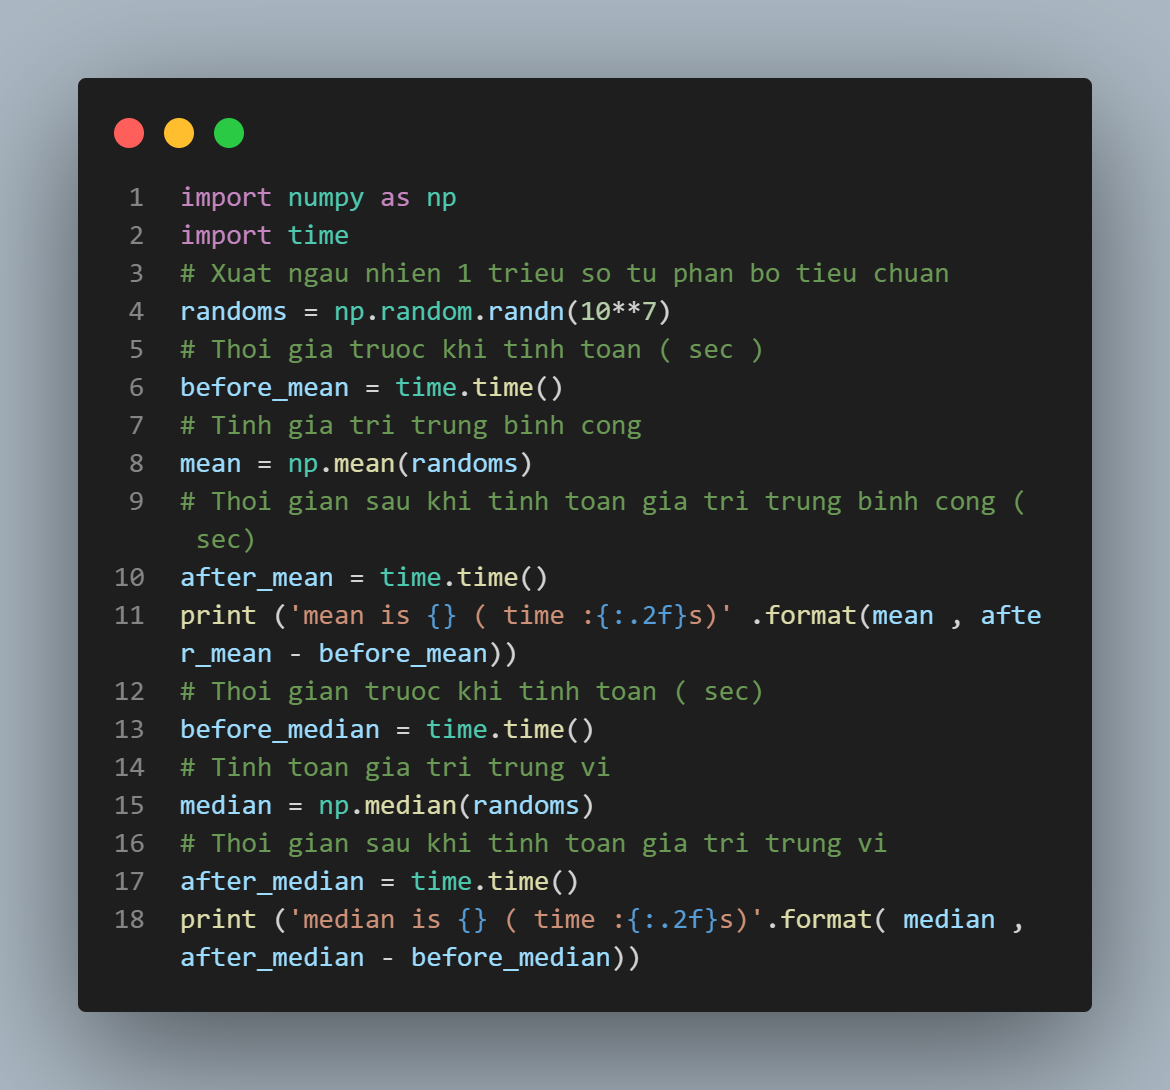 1 import numpy as np
2 import time
3 # Xuat ngau nhien 1 trieu so tu phan bo tieu chuan
4 randoms = np.random.randn(10**7)
5 # Thoi gia truoc khi tinh toan ( sec )
6 before_mean = time.time()
7 # Tinh gia tri trung binh cong
8 mean = np.mean(randoms)
9 # Thoi gian sau khi tinh toan gia tri trung binh cong (
sec)
10 after_mean = time.time()
11 print ('mean is {} ( time :{:.2f}s)' .format(mean , afte
r_mean - before_mean))
12 # Thoi gian truoc khi tinh toan ( sec)
13 before_median = time.time()
14 # Tinh toan gia tri trung vi
15 median = np.median(randoms)
16 # Thoi gian sau khi tinh toan gia tri trung vi
17 after_median = time.time()
18 print ('median is {} ( time :{:.2f}s)'.format( median ,
after_median - before_median))